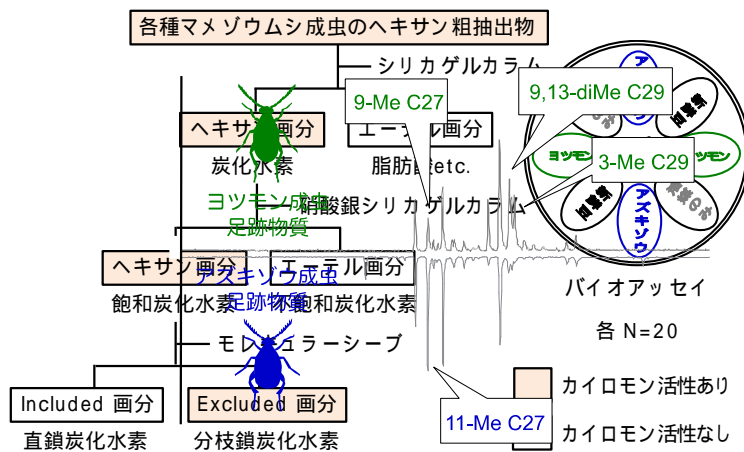 各種マメゾウムシ成虫のヘキサン粗抽出物
シリカゲルカラム
9-Me C27
9,13-diMe C29
ヘキサン画分
エーテル画分
炭化水素
脂肪酸etc.
3-Me C29
ヨツモン
アズキゾウ
ヨツモン成虫
足跡物質
硝酸銀シリカゲルカラム
ヘキサン画分
エーテル画分
アズキゾウ成虫
足跡物質
飽和炭化水素
不飽和炭化水素
バイオアッセイ
各 N=20
モレキュラーシーブ
Included 画分
Excluded 画分
直鎖炭化水素
分枝鎖炭化水素
11-Me C27
カイロモン活性あり
カイロモン活性なし